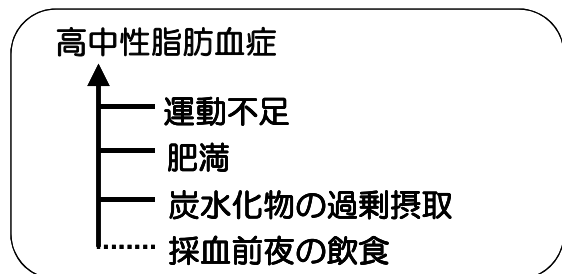 高中性脂肪血症
運動不足
肥満
炭水化物の過剰摂取
採血前夜の飲食